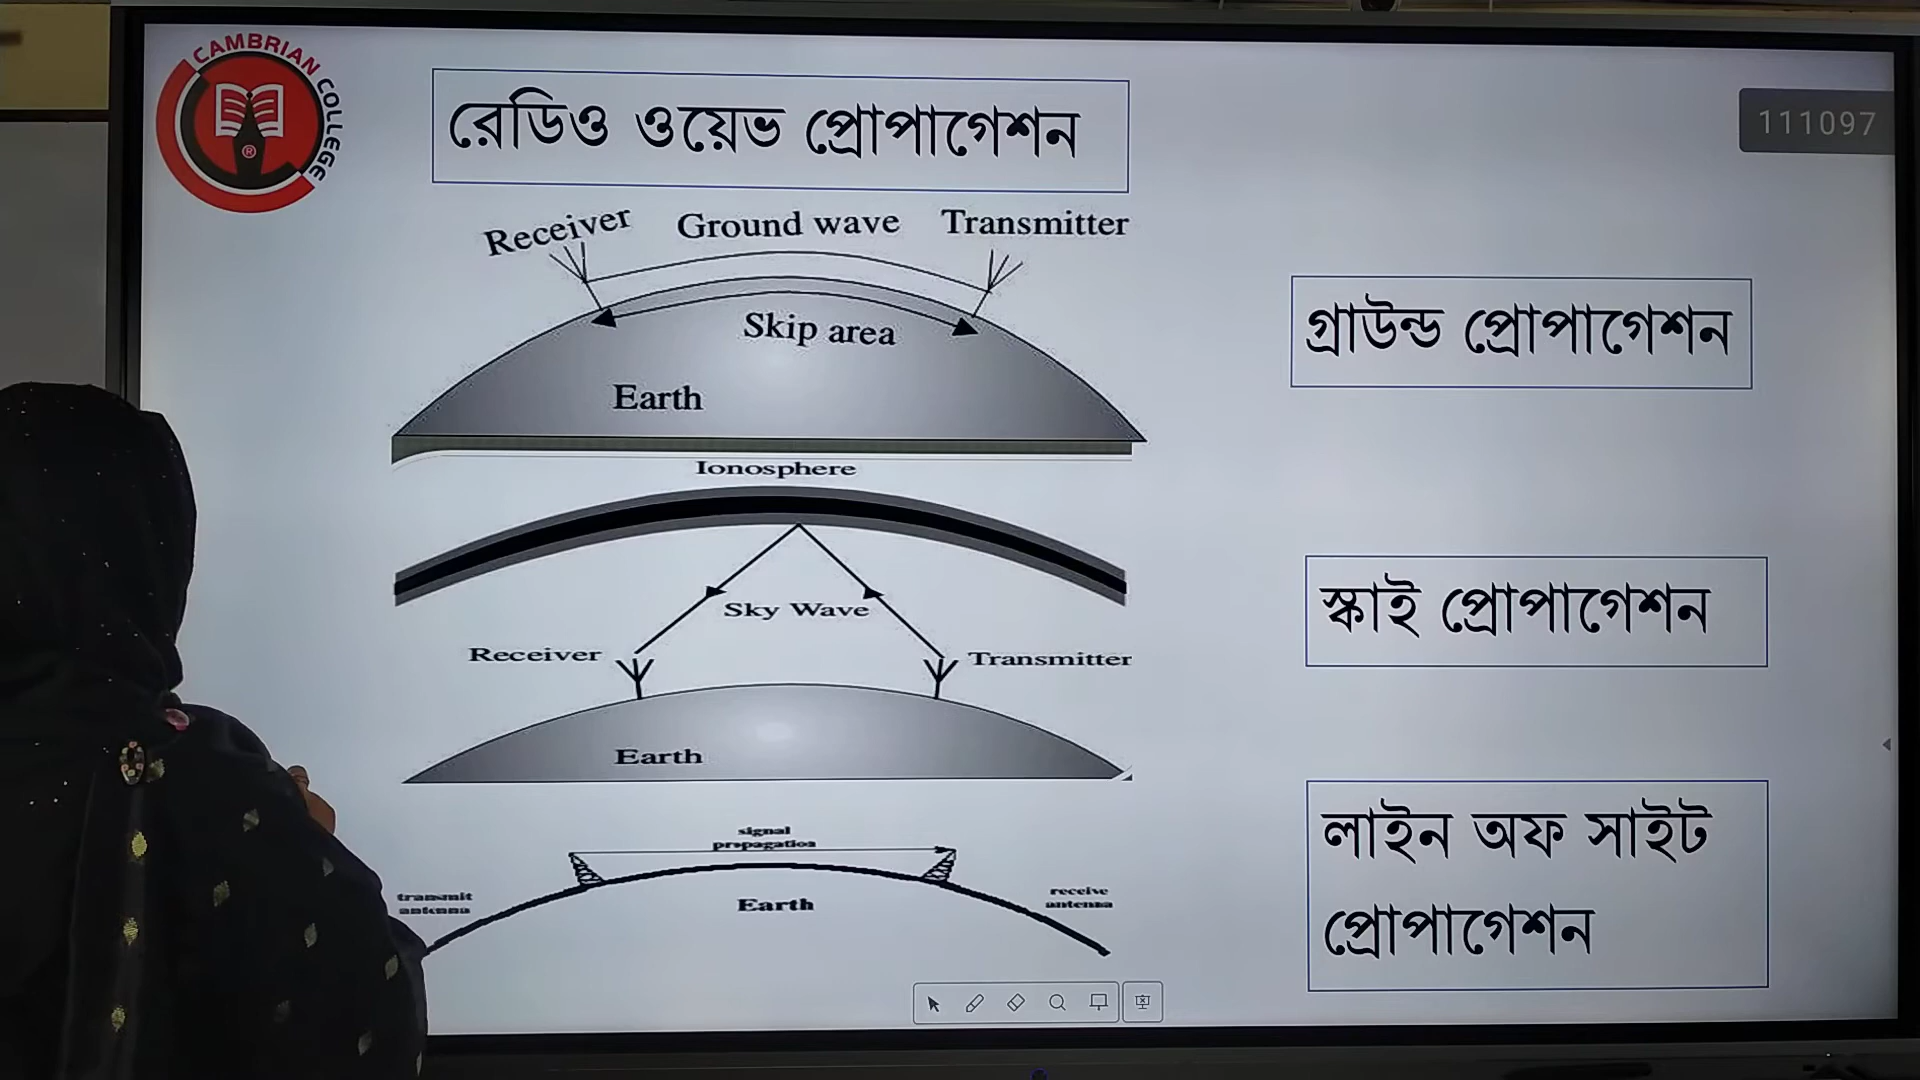 CAMBRIAN COLLEGE
®
রেডিও ওয়েভ প্রোপাগেশন
111097
Receiver Ground wave Transmitter
Skip area
Earth
গ্রাউন্ড প্রোপাগেশন
Ionosphere
Sky Wave
Receiver Transmitter
Earth
স্কাই প্রোপাগেশন
signal
propagation
transmit
antenna
Earth
receive
antenna
লাইন অফ সাইট
প্রোপাগেশন